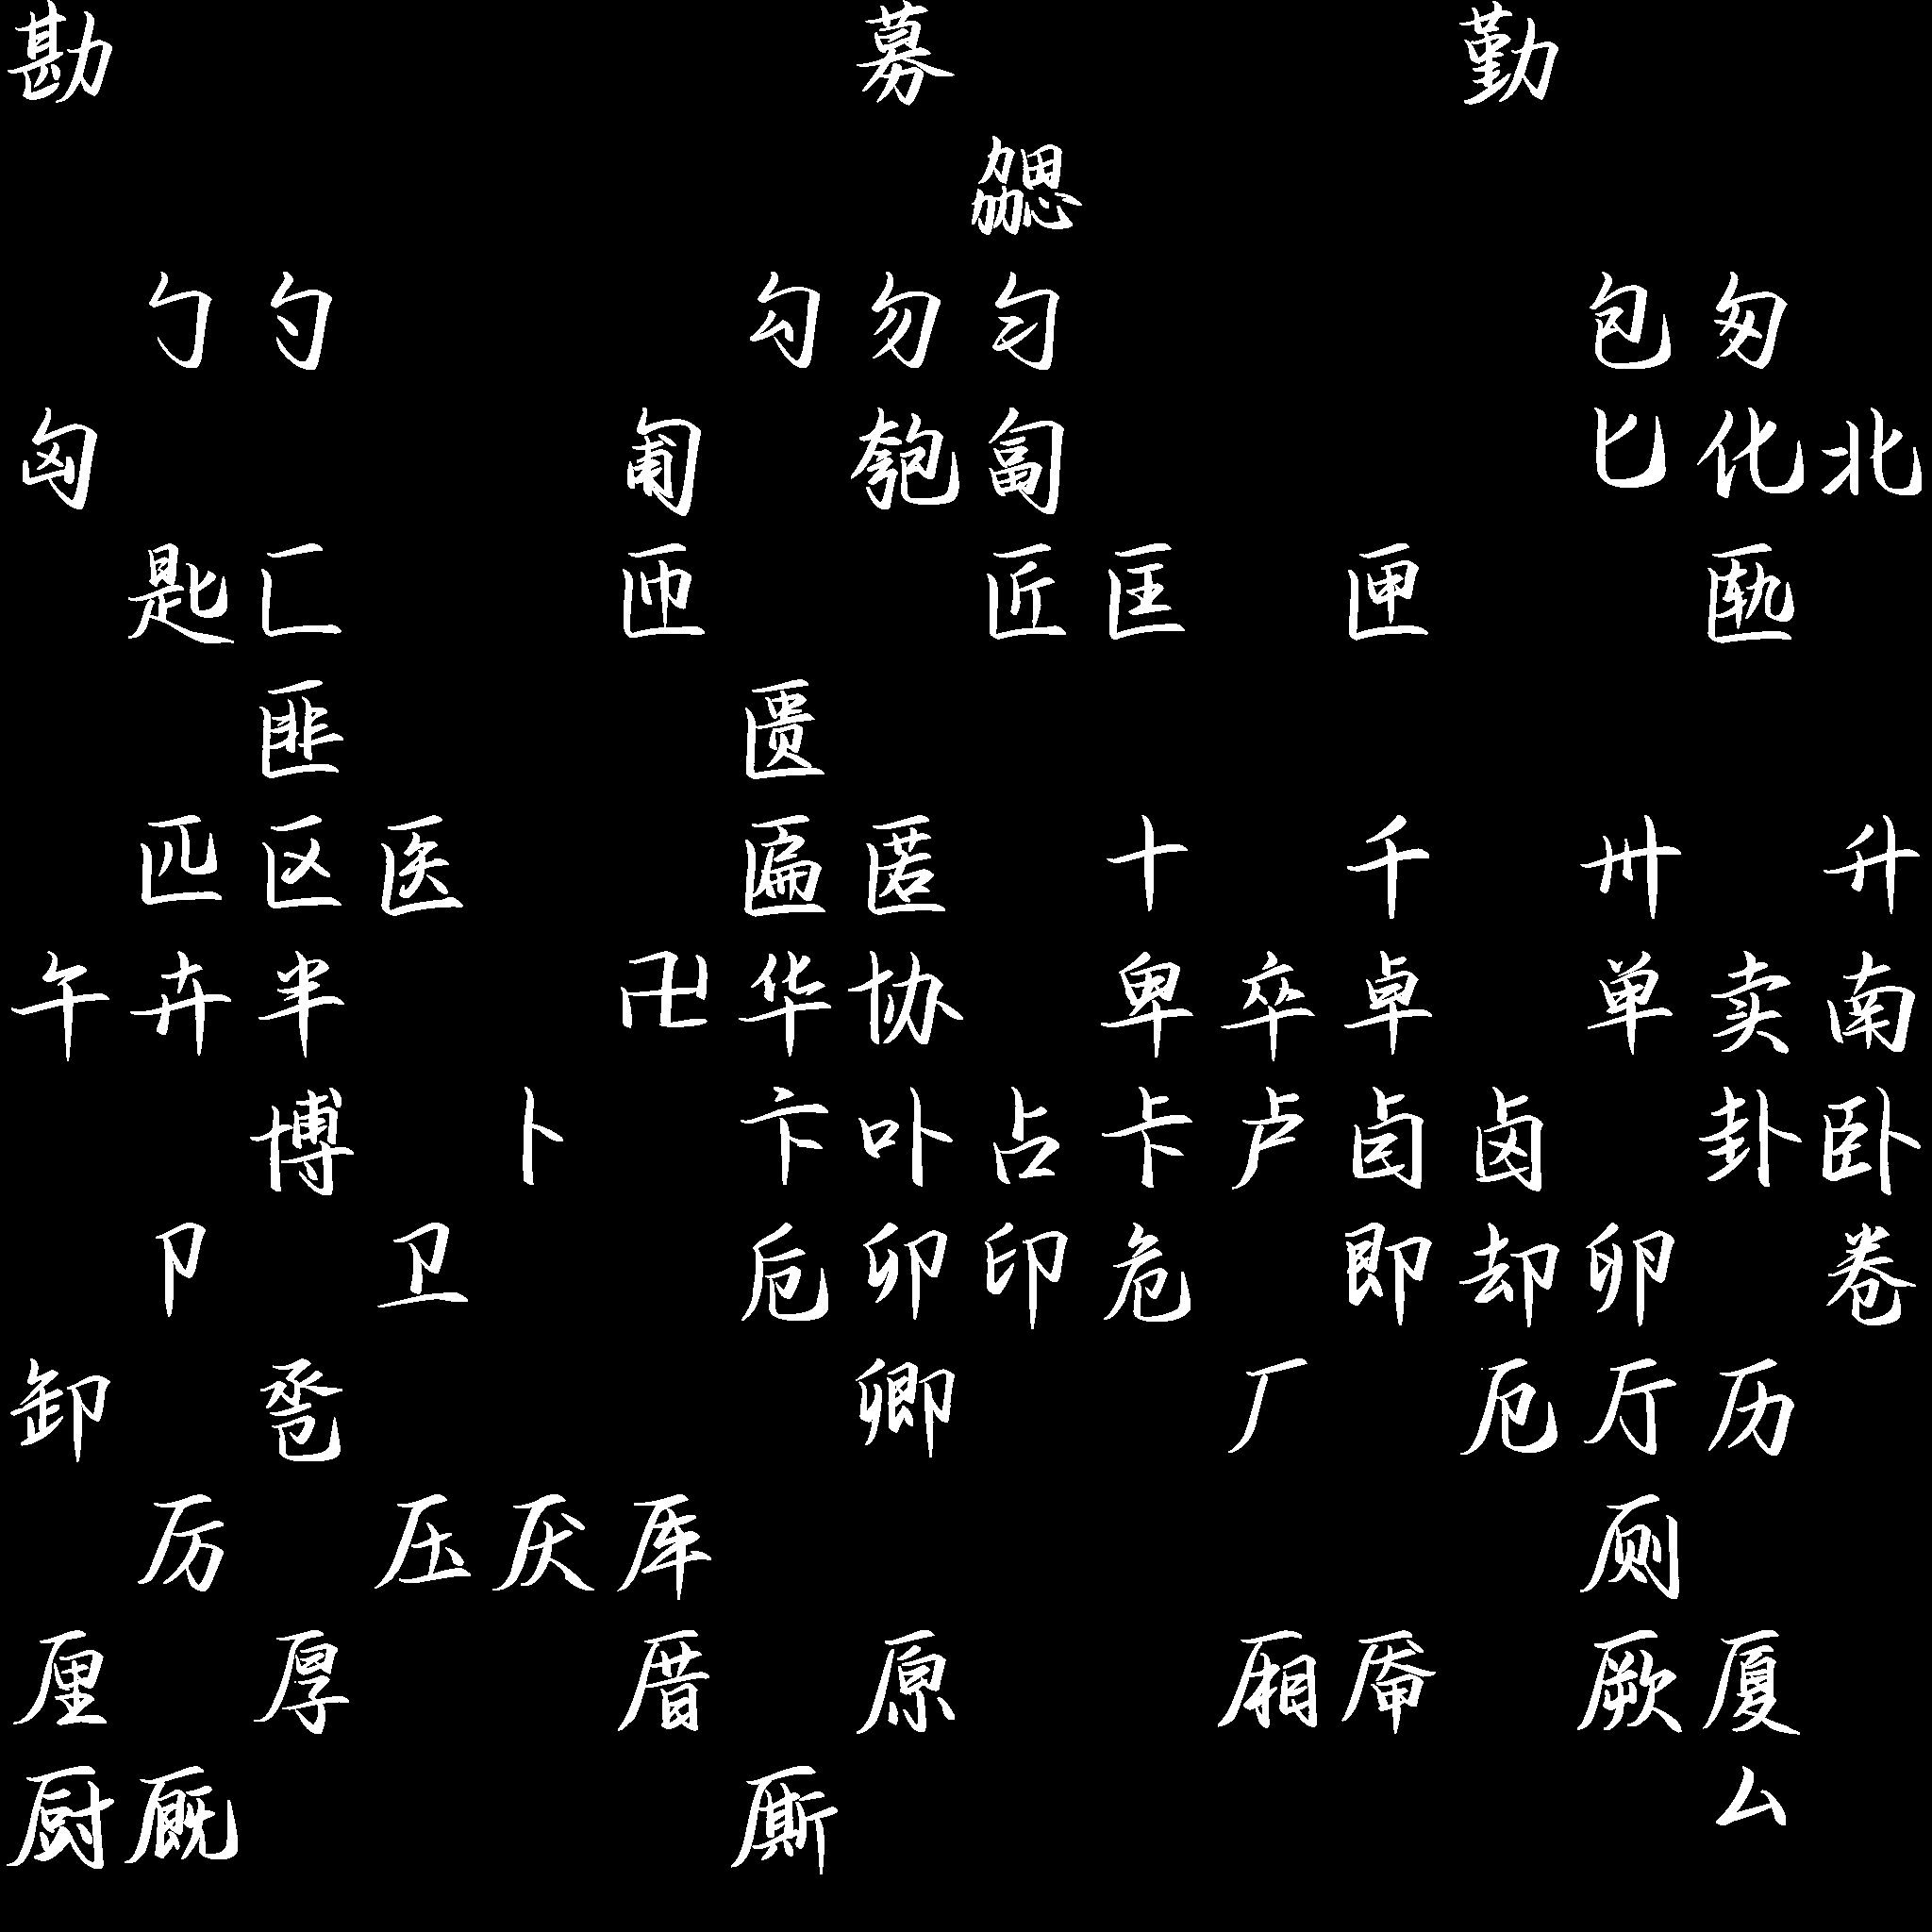 勘 募 勤
勰
勹 勺 勾 勿 匀 包 匆
匈 匍 匏 匐 匕 化 北
匙 匚 匝 匠 匡 匣 匦
匪 匮
匹 区 医 匾 匿 十 千 卅 升
午 卉 半 卍 华 协 卑 卒 卓 单 卖 南
博 卜 卞 卟 占 卡 卢 卣 卤 卦 卧
卩 卫 卮 卯 印 危 即 却 卵 卷
卸 卺 卿 厂 厄 厅 历
厉 压 厌 厍 厕
厘 厚 厝 原 厢 厣 厥 厦
厨 厩 厮 厶